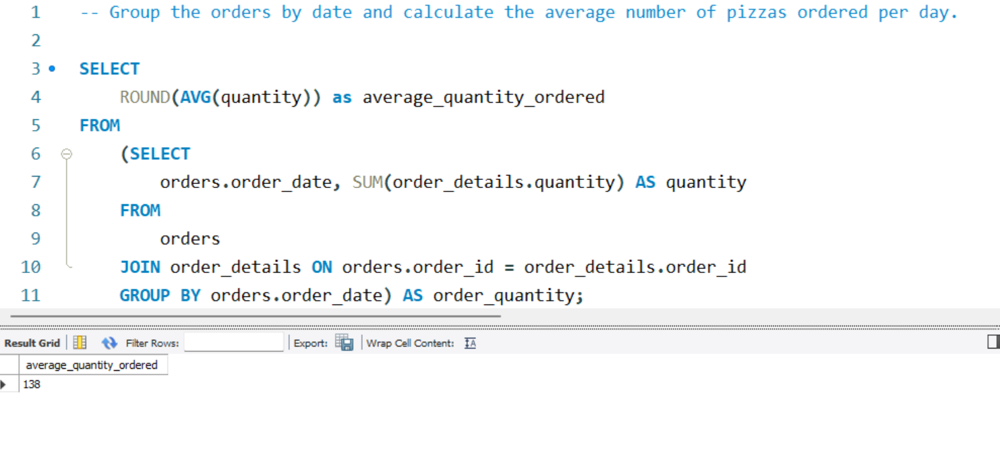 1 -- Group the orders by date and calculate the average number of pizzas ordered per day.
2
3 SELECT
4 ROUND(AVG(quantity)) as average_quantity_ordered
5 FROM
6 (SELECT
7 orders.order_date, SUM(order_details.quantity) AS quantity
8 FROM
9 orders
10 JOIN order_details ON orders.order_id = order_details.order_id
11 GROUP BY orders.order_date) AS order_quantity;
Result Grid Filter Rows: Export: Wrap Cell Content: IA
average_quantity_ordered
138